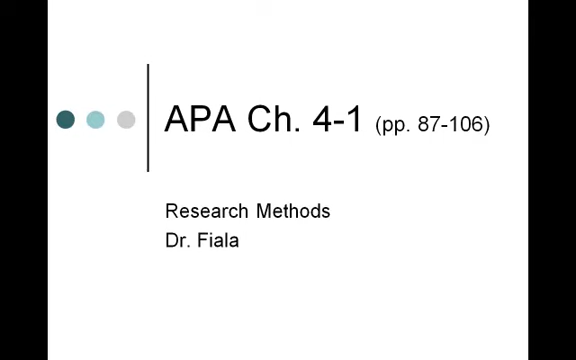 APA Ch. 4-1 (pp. 87-106)
Research Methods
Dr. Fiala